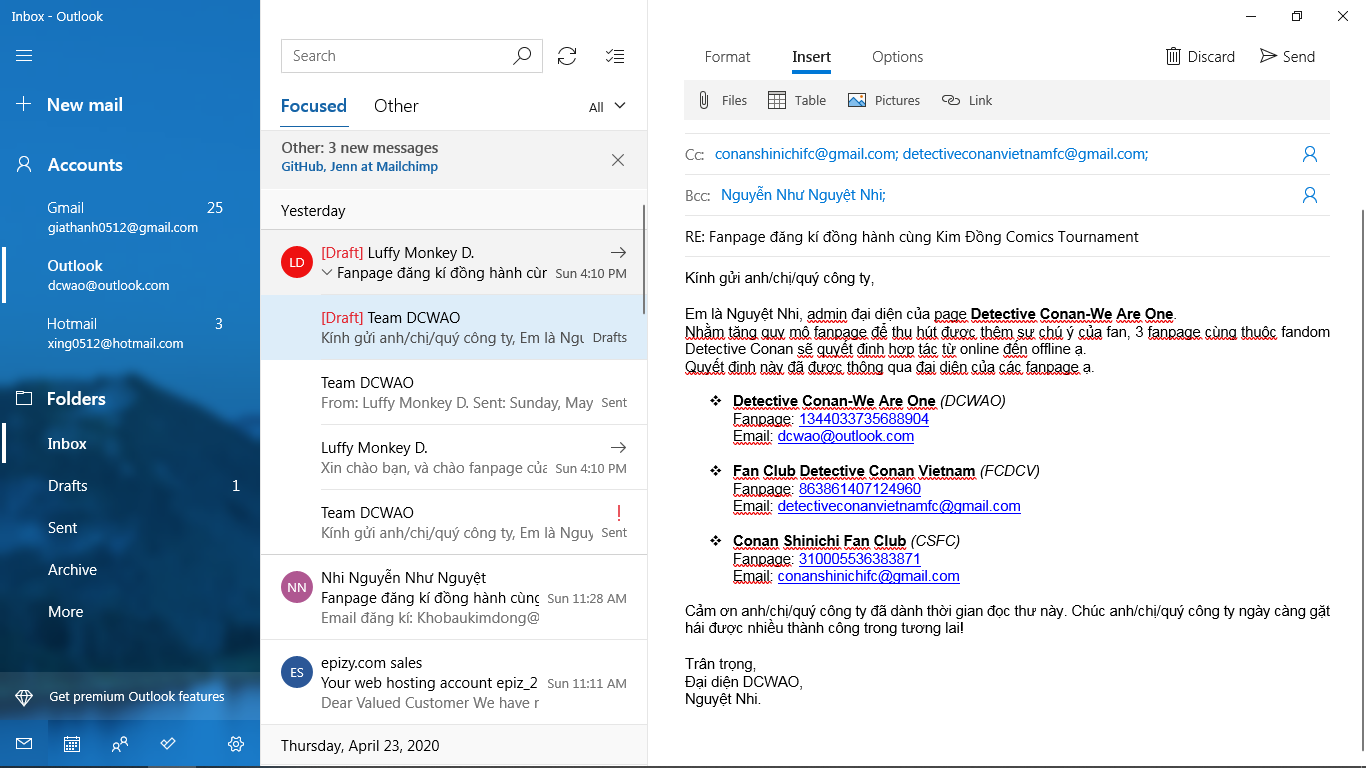 Inbox - Outlook
New mail
Accounts
Gmail 25
giathanh0512@gmail.com
Outlook
dcwao@outlook.com
Hotmail 3
xing0512@hotmail.com
Folders
Inbox
Drafts 1
Sent
Archive
More
Get premium Outlook features
Search
Focused Other All
Other: 3 new messages
GitHub, Jenn at Mailchimp
Yesterday
LD
[Draft] Luffy Monkey D.
Fanpage đăng kí đồng hành cùr Sun 4:10 PM
[Draft] Team DCWAO
Kính gửi anh/chị/quý công ty, Em là Ngu Drafts
Team DCWAO
From: Luffy Monkey D. Sent: Sunday, May Sent
Luffy Monkey D.
Xin chào bạn, và chào fanpage củа Sun 4:10 PM
Team DCWAO !
Kính gửi anh/chị/quý công ty, Em là Nguy Sent
NN
Nhi Nguyễn Như Nguyệt
Fanpage đăng kí đồng hành cùng Sun 11:28 AM
Email đăng kí: Khobaukimdong@
ES
epizy.com sales
Your web hosting account epiz_2 Sun 11:11 AM
Dear Valued Customer We have r
Thursday, April 23, 2020
Format Insert Options Discard Send
Files Table Pictures Link
Cc: conanshinichifc@gmail.com; detectiveconanvietnamfc@gmail.com;
Bcc: Nguyễn Như Nguyệt Nhi;
RE: Fanpage đăng kí đồng hành cùng Kim Đồng Comics Tournament
Kính gửi anh/chị/quý công ty,
Em là Nguyệt Nhi, admin đại diện của page Detective Conan-We Are One.
Nhằm tăng quy mô fanpage để thu hút được thêm sự chú ý của fan, 3 fanpage cùng thuộc fandom
Detective Conan sẽ quyết định hợp tác từ online đến offline ạ.
Quyết định này đã được thông qua đại diện của các fanpage ạ.
❖ Detective Conan-We Are One (DCWAO)
Fanpage: 1344033735688904
Email: dcwao@outlook.com
❖ Fan Club Detective Conan Vietnam (FCDCV)
Fanpage: 863861407124960
Email: detectiveconanvietnamfc@gmail.com
❖ Conan Shinichi Fan Club (CSFC)
Fanpage: 310005536383871
Email: conanshinichifc@gmail.com
Cảm ơn anh/chị/quý công ty đã dành thời gian đọc thư này. Chúc anh/chị/quý công ty ngày càng gặt
hái được nhiều thành công trong tương lai!
Trân trọng,
Đại diện DCWAO,
Nguyệt Nhi.